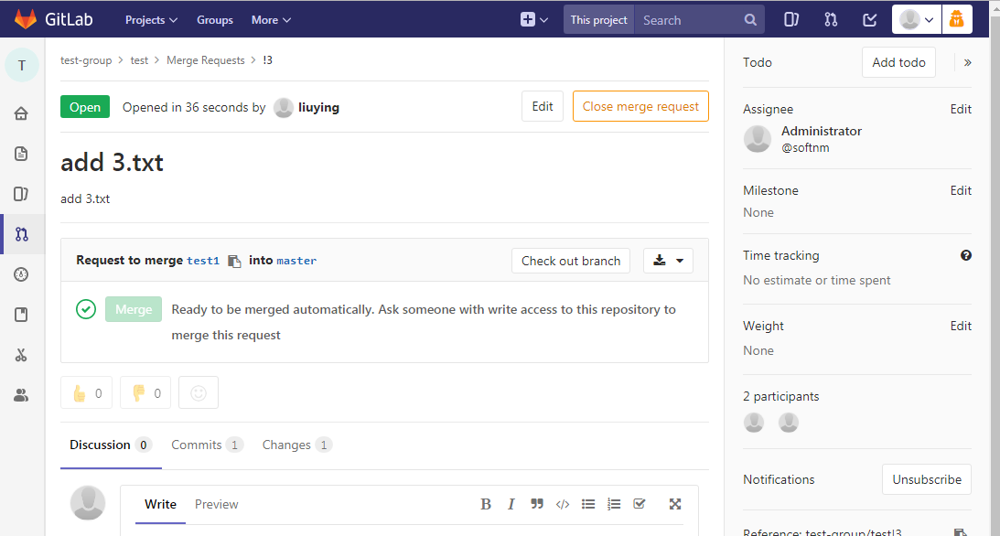 GitLab Projects Groups More This project Search
T
test-group > test > Merge Requests > !3
Open Opened in 36 seconds by liuying Edit Close merge request
add 3.txt
add 3.txt
Request to merge test1 into master Check out branch
Merge Ready to be merged automatically. Ask someone with write access to this repository to
merge this request
0 0
Discussion 0 Commits 1 Changes 1
Write Preview B I
Todo Add todo »
Assignee Edit
Administrator
@softnm
Milestone Edit
None
Time tracking
No estimate or time spent
Weight Edit
None
2 participants
Notifications Unsubscribe
Reference: test-group/test!3